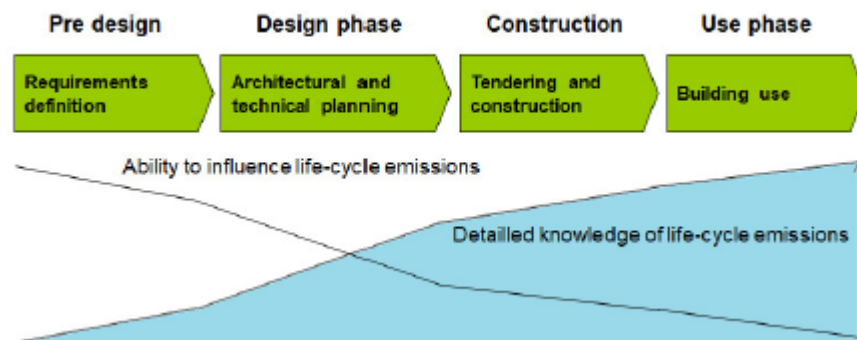 Pre design
Design phase
Construction
Use phase
Requirements
definition
Architectural and
technical planning
Tendering and
construction
Building use
Ability to influence life-cycle emissions
Detailled knowledge of life-cycle emissions